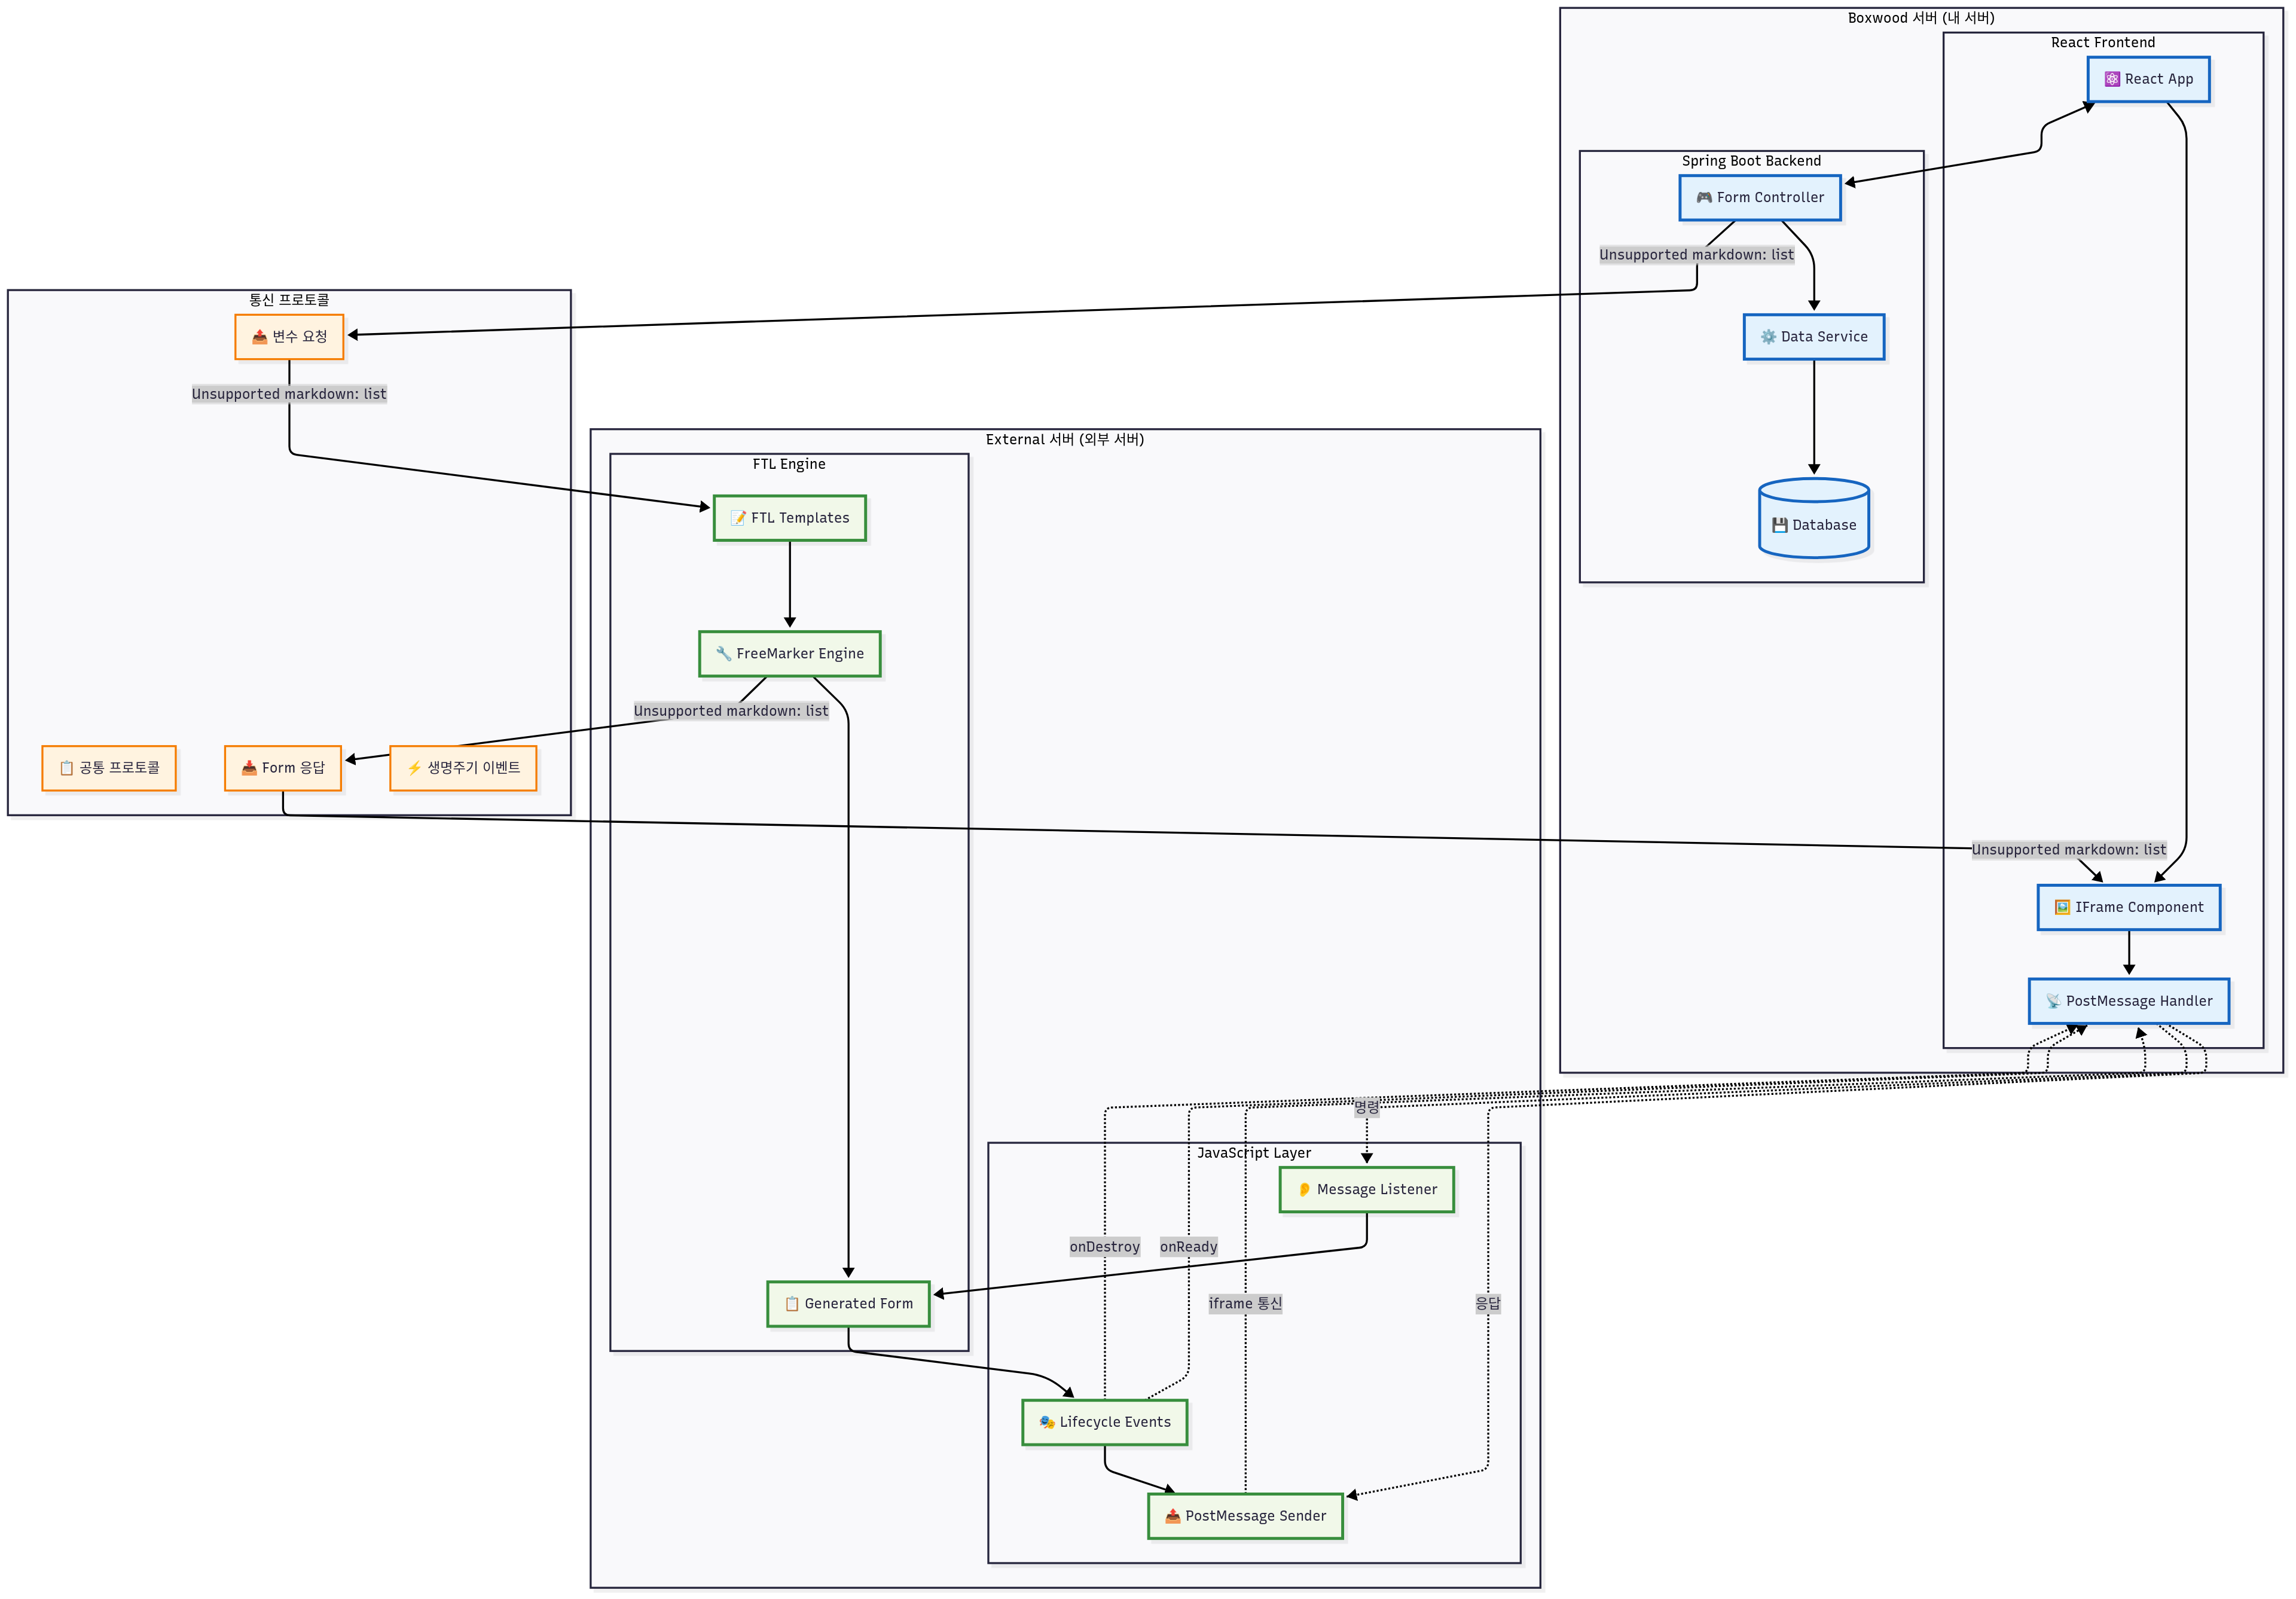 Boxwood 서버 (내 서버)
React Frontend
⚛️ React App
Spring Boot Backend
🎮 Form Controller
Unsupported markdown: list
⚙️ Data Service
💾 Database
통신 프로토콜
📤 변수 요청
Unsupported markdown: list
External 서버 (외부 서버)
FTL Engine
📝 FTL Templates
🔧 FreeMarker Engine
Unsupported markdown: list
📋 공통 프로토콜
📥 Form 응답
⚡ 생명주기 이벤트
Unsupported markdown: list
🖼️ IFrame Component
📡 PostMessage Handler
명령
JavaScript Layer
👂 Message Listener
onDestroy
onReady
iframe 통신
응답
📋 Generated Form
🎭 Lifecycle Events
📤 PostMessage Sender